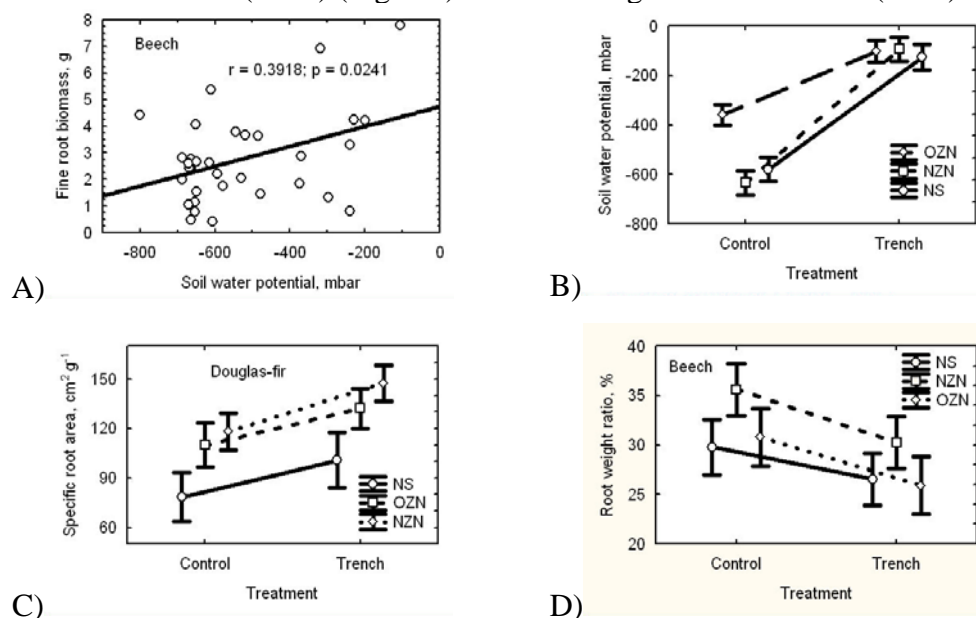 A)
Beech
r = 0.3918; p = 0.0241
Fine root biomass, g
8
7
6
5
4
3
2
1
0
-800 -600 -400 -200 0
Soil water potential, mbar
B)
Soil water potential, mbar
0
-200
-400
-600
-800
OZN
NZN
NS
Control Trench
Treatment
C)
Douglas-fir
Specific root area, cm² g⁻¹
150
120
90
60
NS
OZN
NZN
Control Trench
Treatment
D)
Beech
Root weight ratio, %
40
35
30
25
20
NS
NZN
OZN
Control Trench
Treatment